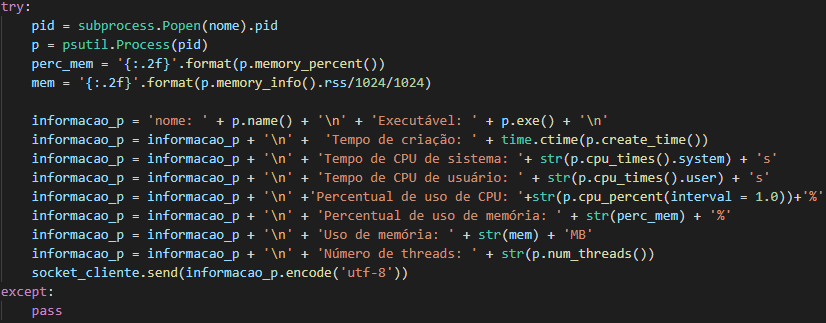 try:
    pid = subprocess.Popen(nome).pid
    p = psutil.Process(pid)
    perc_mem = '{:.2f}'.format(p.memory_percent())
    mem = '{:.2f}'.format(p.memory_info().rss/1024/1024)

    informacao_p = 'nome: ' + p.name() + '\n' + 'Executável: ' + p.exe() + '\n'
    informacao_p = informacao_p + '\n' +  'Tempo de criação: ' + time.ctime(p.create_time())
    informacao_p = informacao_p + '\n' + 'Tempo de CPU de sistema: '+ str(p.cpu_times().system) + 's'
    informacao_p = informacao_p + '\n' + 'Tempo de CPU de usuário: ' + str(p.cpu_times().user) + 's'
    informacao_p = informacao_p + '\n' +'Percentual de uso de CPU: '+str(p.cpu_percent(interval = 1.0))+'%'
    informacao_p = informacao_p + '\n' + 'Percentual de uso de memória: ' + str(perc_mem) + '%'
    informacao_p = informacao_p + '\n' + 'Uso de memória: ' + str(mem) + 'MB'
    informacao_p = informacao_p + '\n' + 'Número de threads: ' + str(p.num_threads())
    socket_cliente.send(informacao_p.encode('utf-8'))
except:
    pass